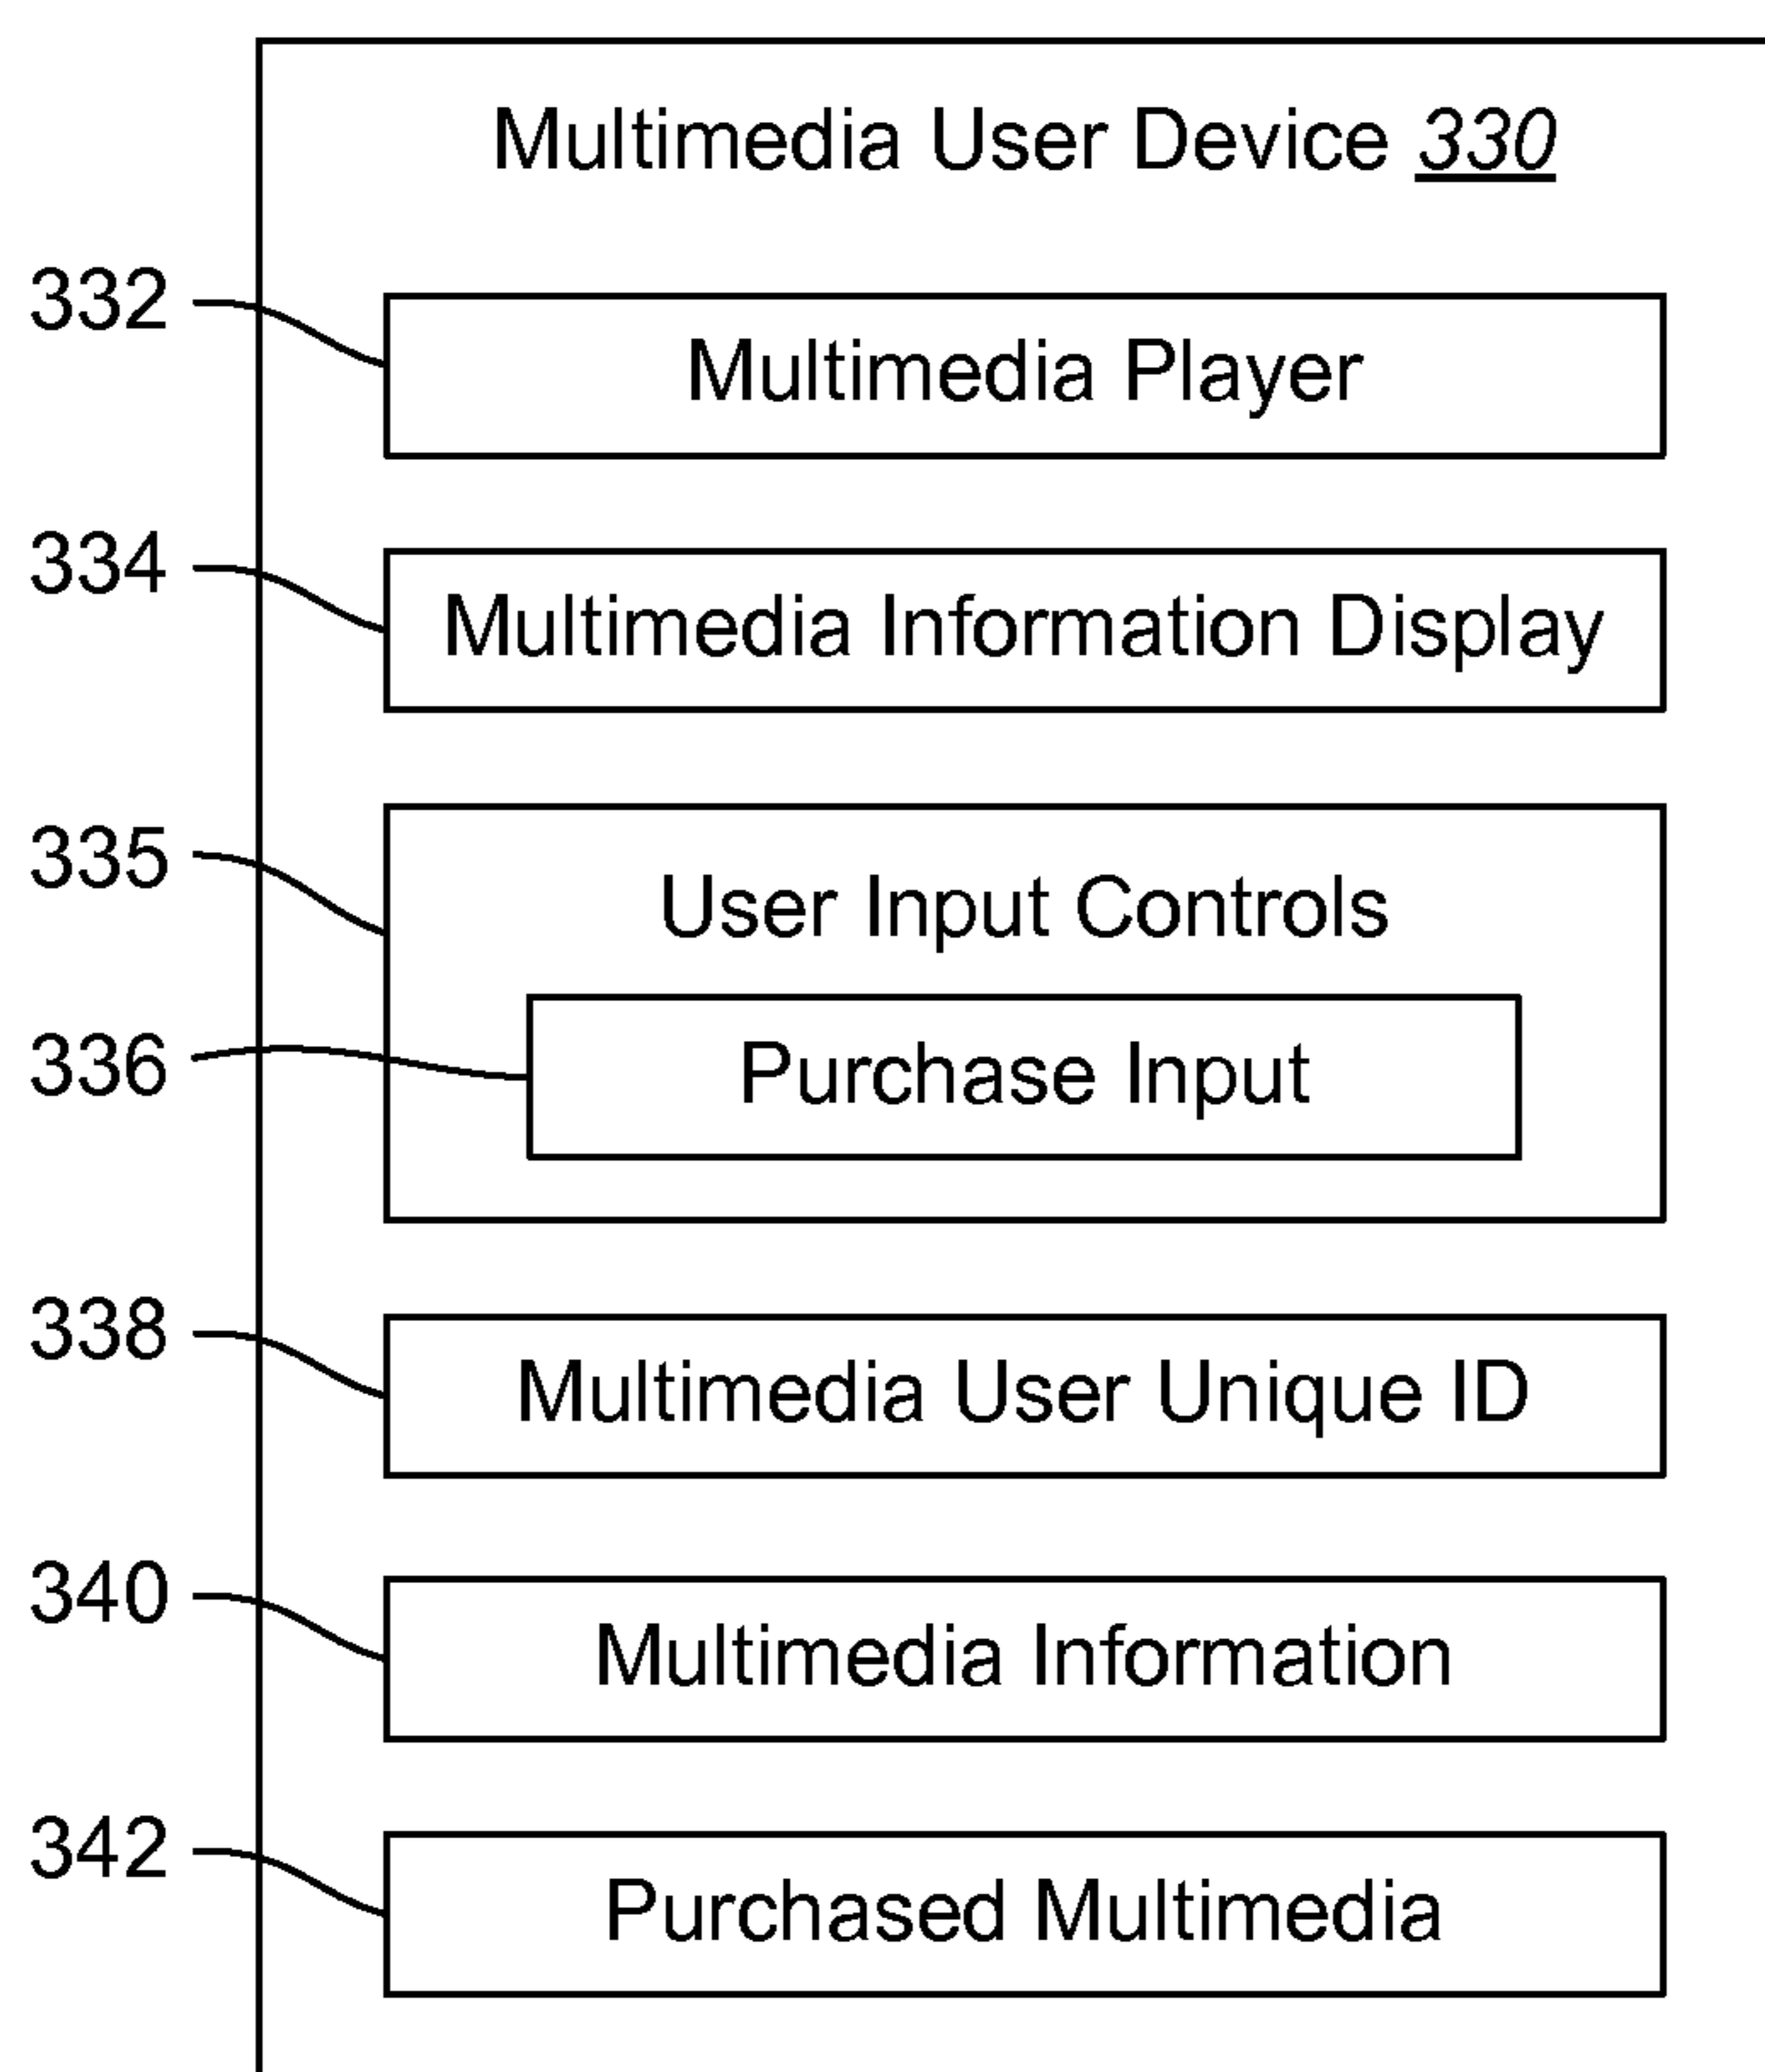 Multimedia User Device 330
332
Multimedia Player
334
Multimedia Information Display
335
User Input Controls
336
Purchase Input
338
Multimedia User Unique ID
340
Multimedia Information
342
Purchased Multimedia